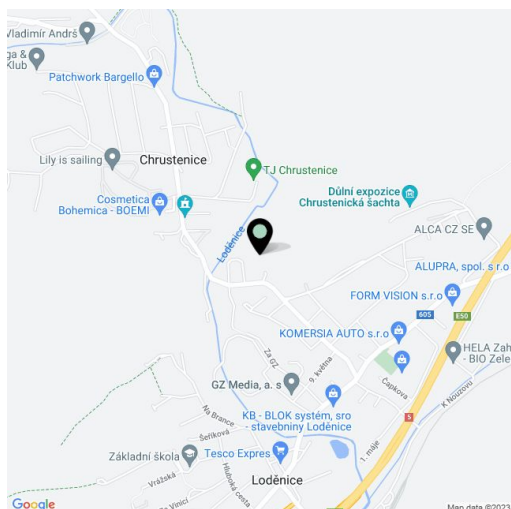 Vladimír Andrš
ga &
Klub
Patchwork Bargello
Lily is sailing
Chrustenice
TJ Chrustenice
Cosmetica
Bohemica - BOEMI
Důlní expozice
Chrustenická šachta
ALCA CZ SE
Loděnice
ALUPRA, spol. s r.o
FORM VISION s.r.o
605
E50
KOMERSIA AUTO s.r.o
HELA Zah
- BIO Zele
Za GZ
9. května
GZ Media, a. s
Čapkova
K Nouzovu
KB - BLOK systém, sro
- stavebniny Loděnice
5
Na Brance
Šeříková
Základní škola
Tesco Expres
1. máje
Vrážská
Hluboká cesta
Loděnice
Vinicí
Google
Map data ©2023